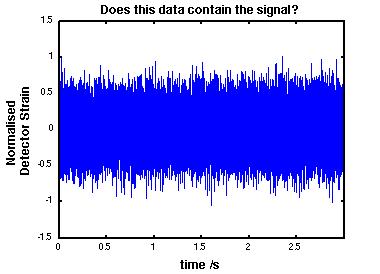 Does this data contain the signal?
1.5
1
0.5
0
-0.5
-1
-1.5
Normalised
Detector Strain
0 0.5 1 1.5 2 2.5
time /s